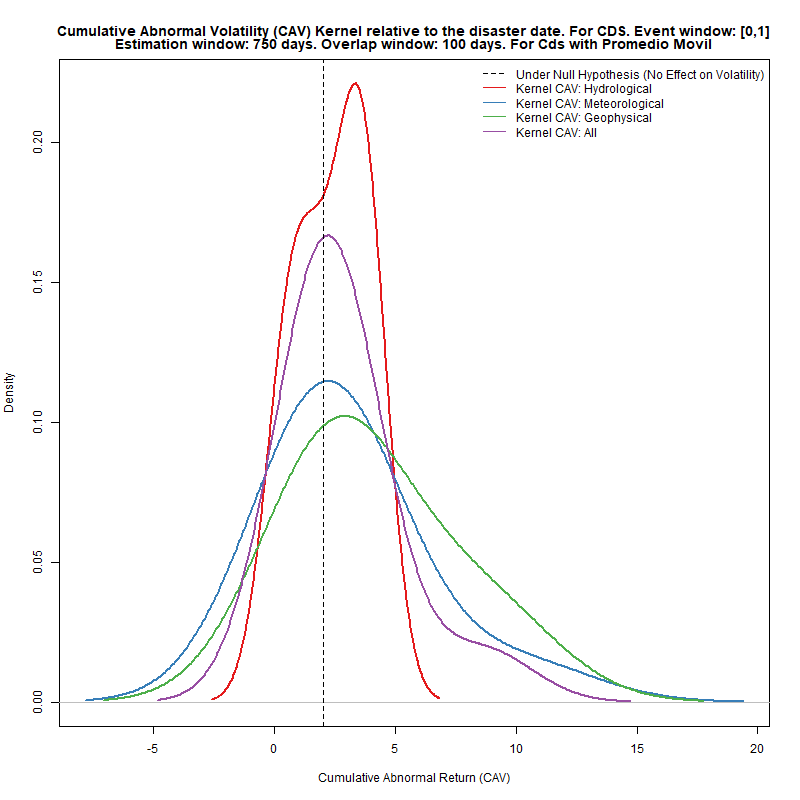 Cumulative Abnormal Volatility (CAV) Kernel relative to the disaster date. For CDS. Event window: [0,1]
Estimation window: 750 days. Overlap window: 100 days. For Cds with Promedio Movil
Under Null Hypothesis (No Effect on Volatility)
Kernel CAV: Hydrological
Kernel CAV: Meteorological
Kernel CAV: Geophysical
Kernel CAV: All
Density
0.20
0.15
0.10
0.05
0.00
-5 0 5 10 15 20
Cumulative Abnormal Return (CAV)